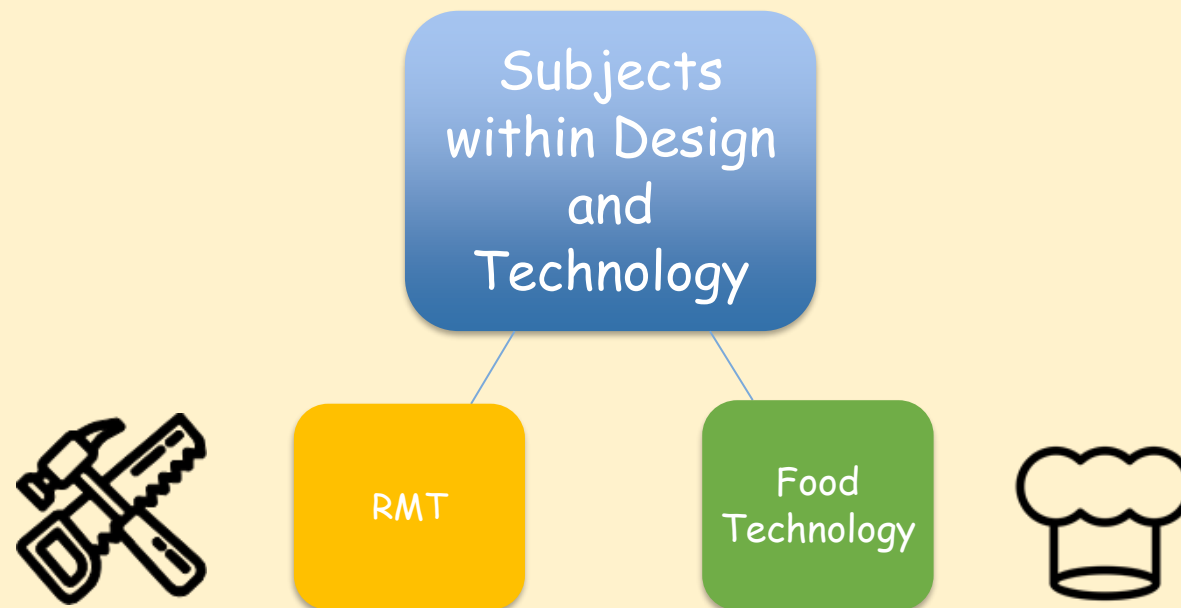 Subjects
within Design
and
Technology
RMT
Food
Technology